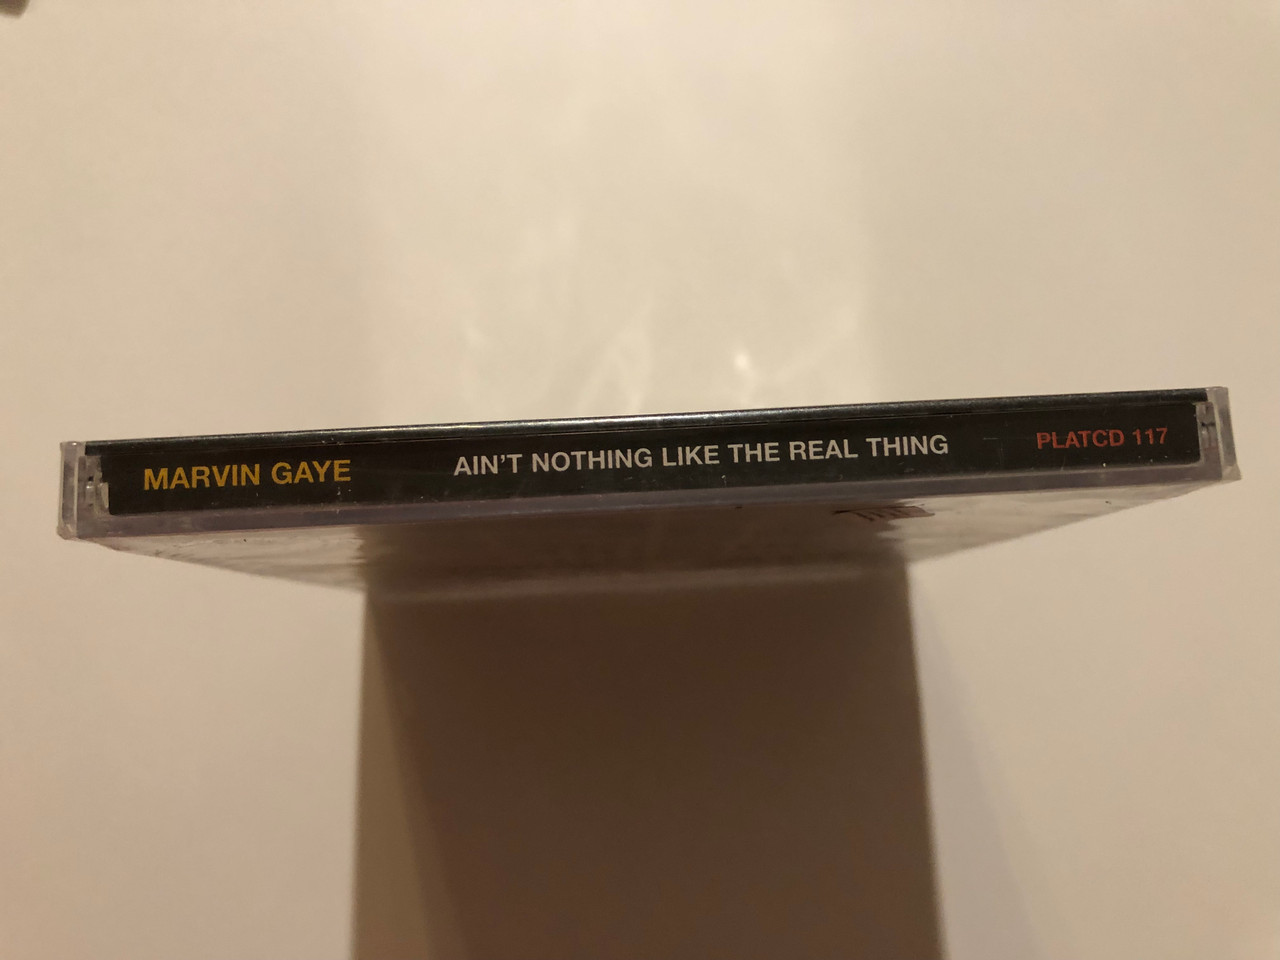 MARVIN GAYE AIN'T NOTHING LIKE THE REAL THING PLATCD 117